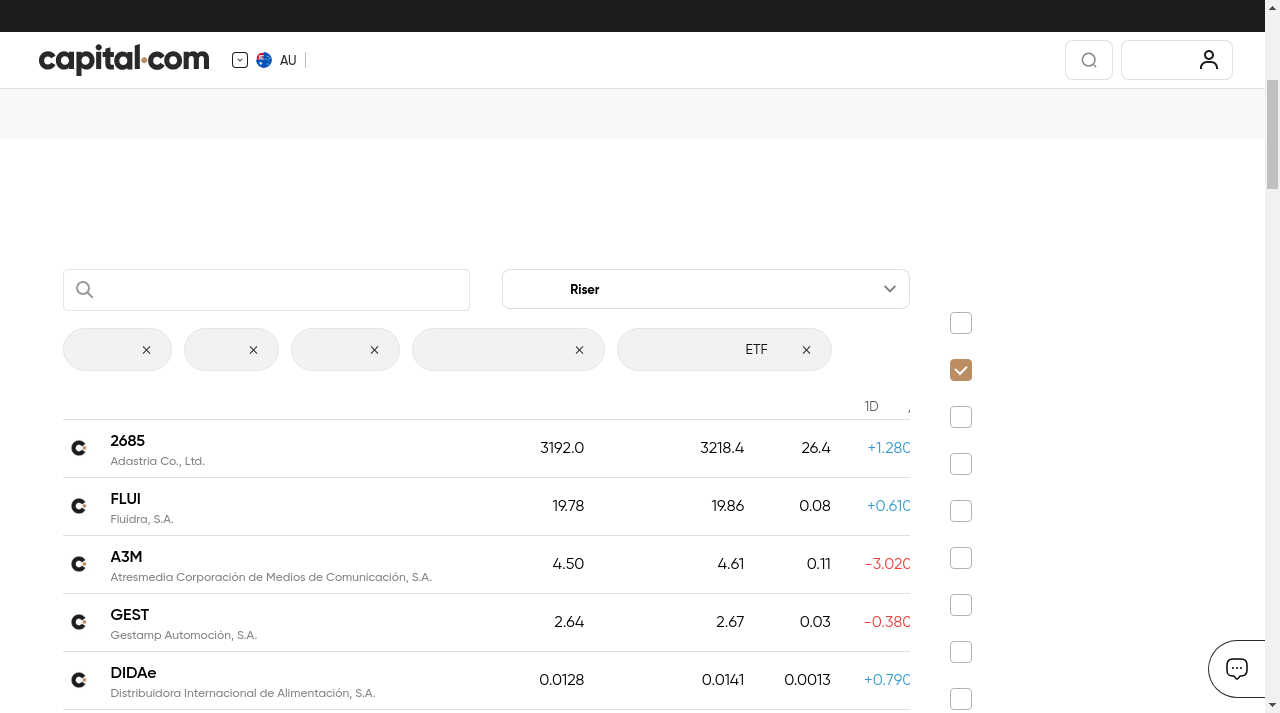 capital.com
AU
Riser
ETF
1D
2685 3192.0 3218.4 26.4 +1.280
Adastria Co., Ltd.
FLUI 19.78 19.86 0.08 +0.610
Fluidra, S.A.
A3M 4.50 4.61 0.11 -3.020
Atresmedia Corporación de Medios de Comunicación, S.A.
GEST 2.64 2.67 0.03 -0.380
Gestamp Automoción, S.A.
DIDAe 0.0128 0.0141 0.0013 +0.790
Distribuidora Internacional de Alimentación, S.A.